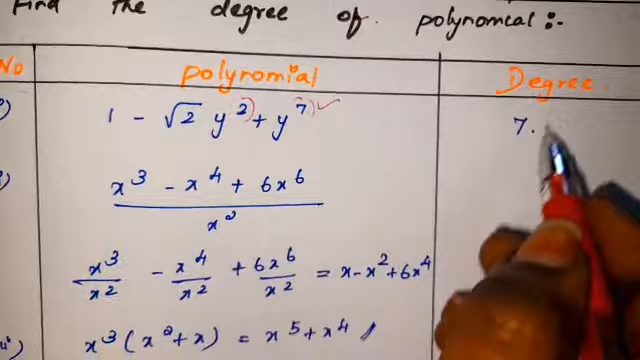 Find the degree of polynomial :-
No polynomial Degree
1 - √2 y²+ y⁷ ✓ 7.
x³ - x⁴ + 6x⁶
x²
x³/x² - x⁴/x² + 6x⁶/x² = x-x²+6x⁴
x³(x²+x) = x⁵+x⁴